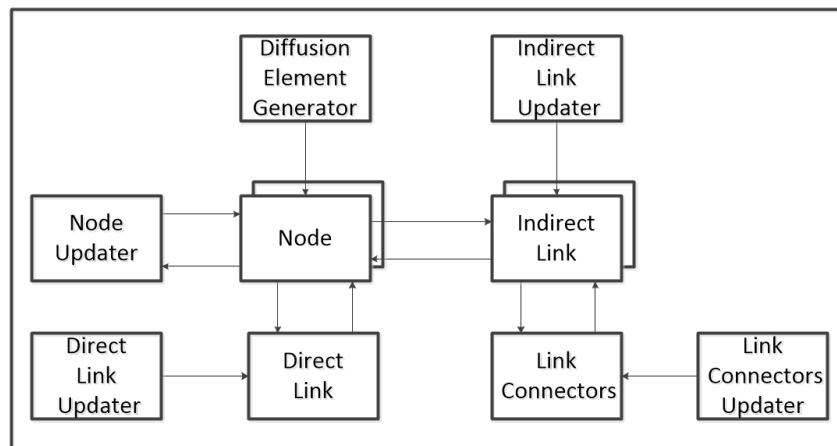 Diffusion
Element
Generator
Indirect
Link
Updater
Node
Updater
Node
Indirect
Link
Direct
Link
Updater
Direct
Link
Link
Connectors
Link
Connectors
Updater